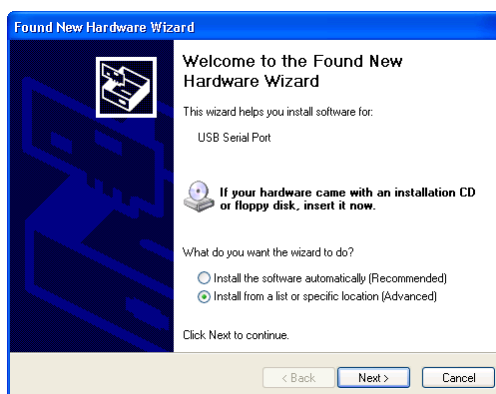 Found New Hardware Wizard
Welcome to the Found New
Hardware Wizard
This wizard helps you install software for:
USB Serial Port
If your hardware came with an installation CD
or floppy disk, insert it now.
What do you want the wizard to do?
Install the software automatically (Recommended)
Install from a list or specific location (Advanced)
Click Next to continue.
< Back Next > Cancel